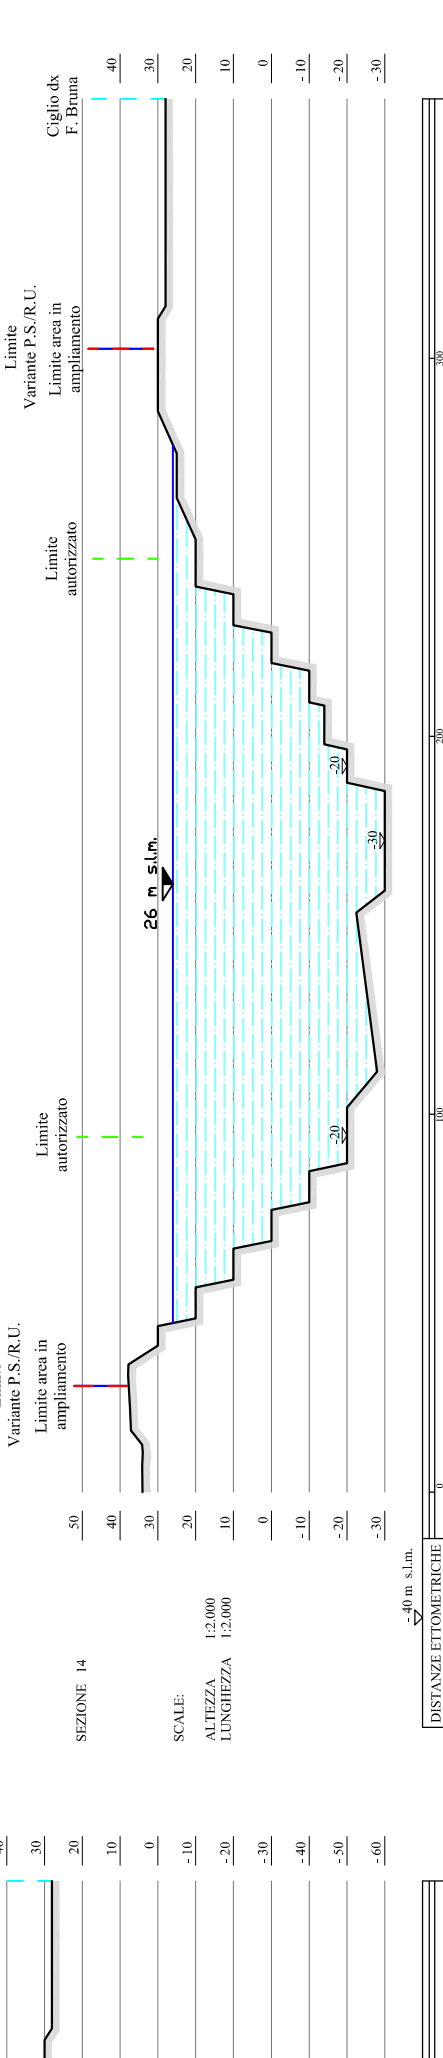 Ciglio dx
F. Bruna
Limite
Variante P.S./R.U.
Limite area in
ampliamento
Limite
autorizzato
26 m s.l.m.
Limite
autorizzato
Variante P.S./R.U.
Limite area in
ampliamento
40
30
20
10
0
- 10
- 20
- 30
-20
-30
-20
300
200
100
0
50
40
30
20
10
0
- 10
- 20
- 30
- 40 m s.l.m.
DISTANZE ETTOMETRICHE
SEZIONE 14
SCALE:
ALTEZZA 1:2.000
LUNGHEZZA 1:2.000
30
20
10
0
- 10
- 20
- 30
- 40
- 50
- 60